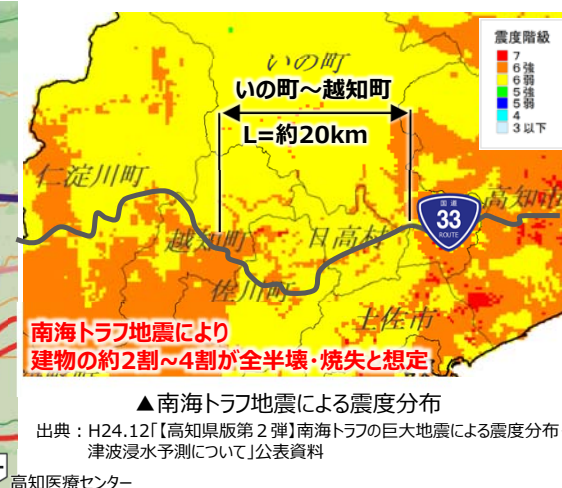 震度階級
7
6強
6弱
5強
5弱
4
3以下
いの町
いの町～越知町
L=約20km
仁淀川町
国道
33
ROUTE
高知市
越知町
日高村
佐川町
土佐市
南海トラフ地震により
建物の約2割～4割が全半壊・焼失と想定
▲南海トラフ地震による震度分布
出典：H24.12「【高知県版第２弾】南海トラフの巨大地震による震度分布・
津波浸水予測について」公表資料
高知医療センター